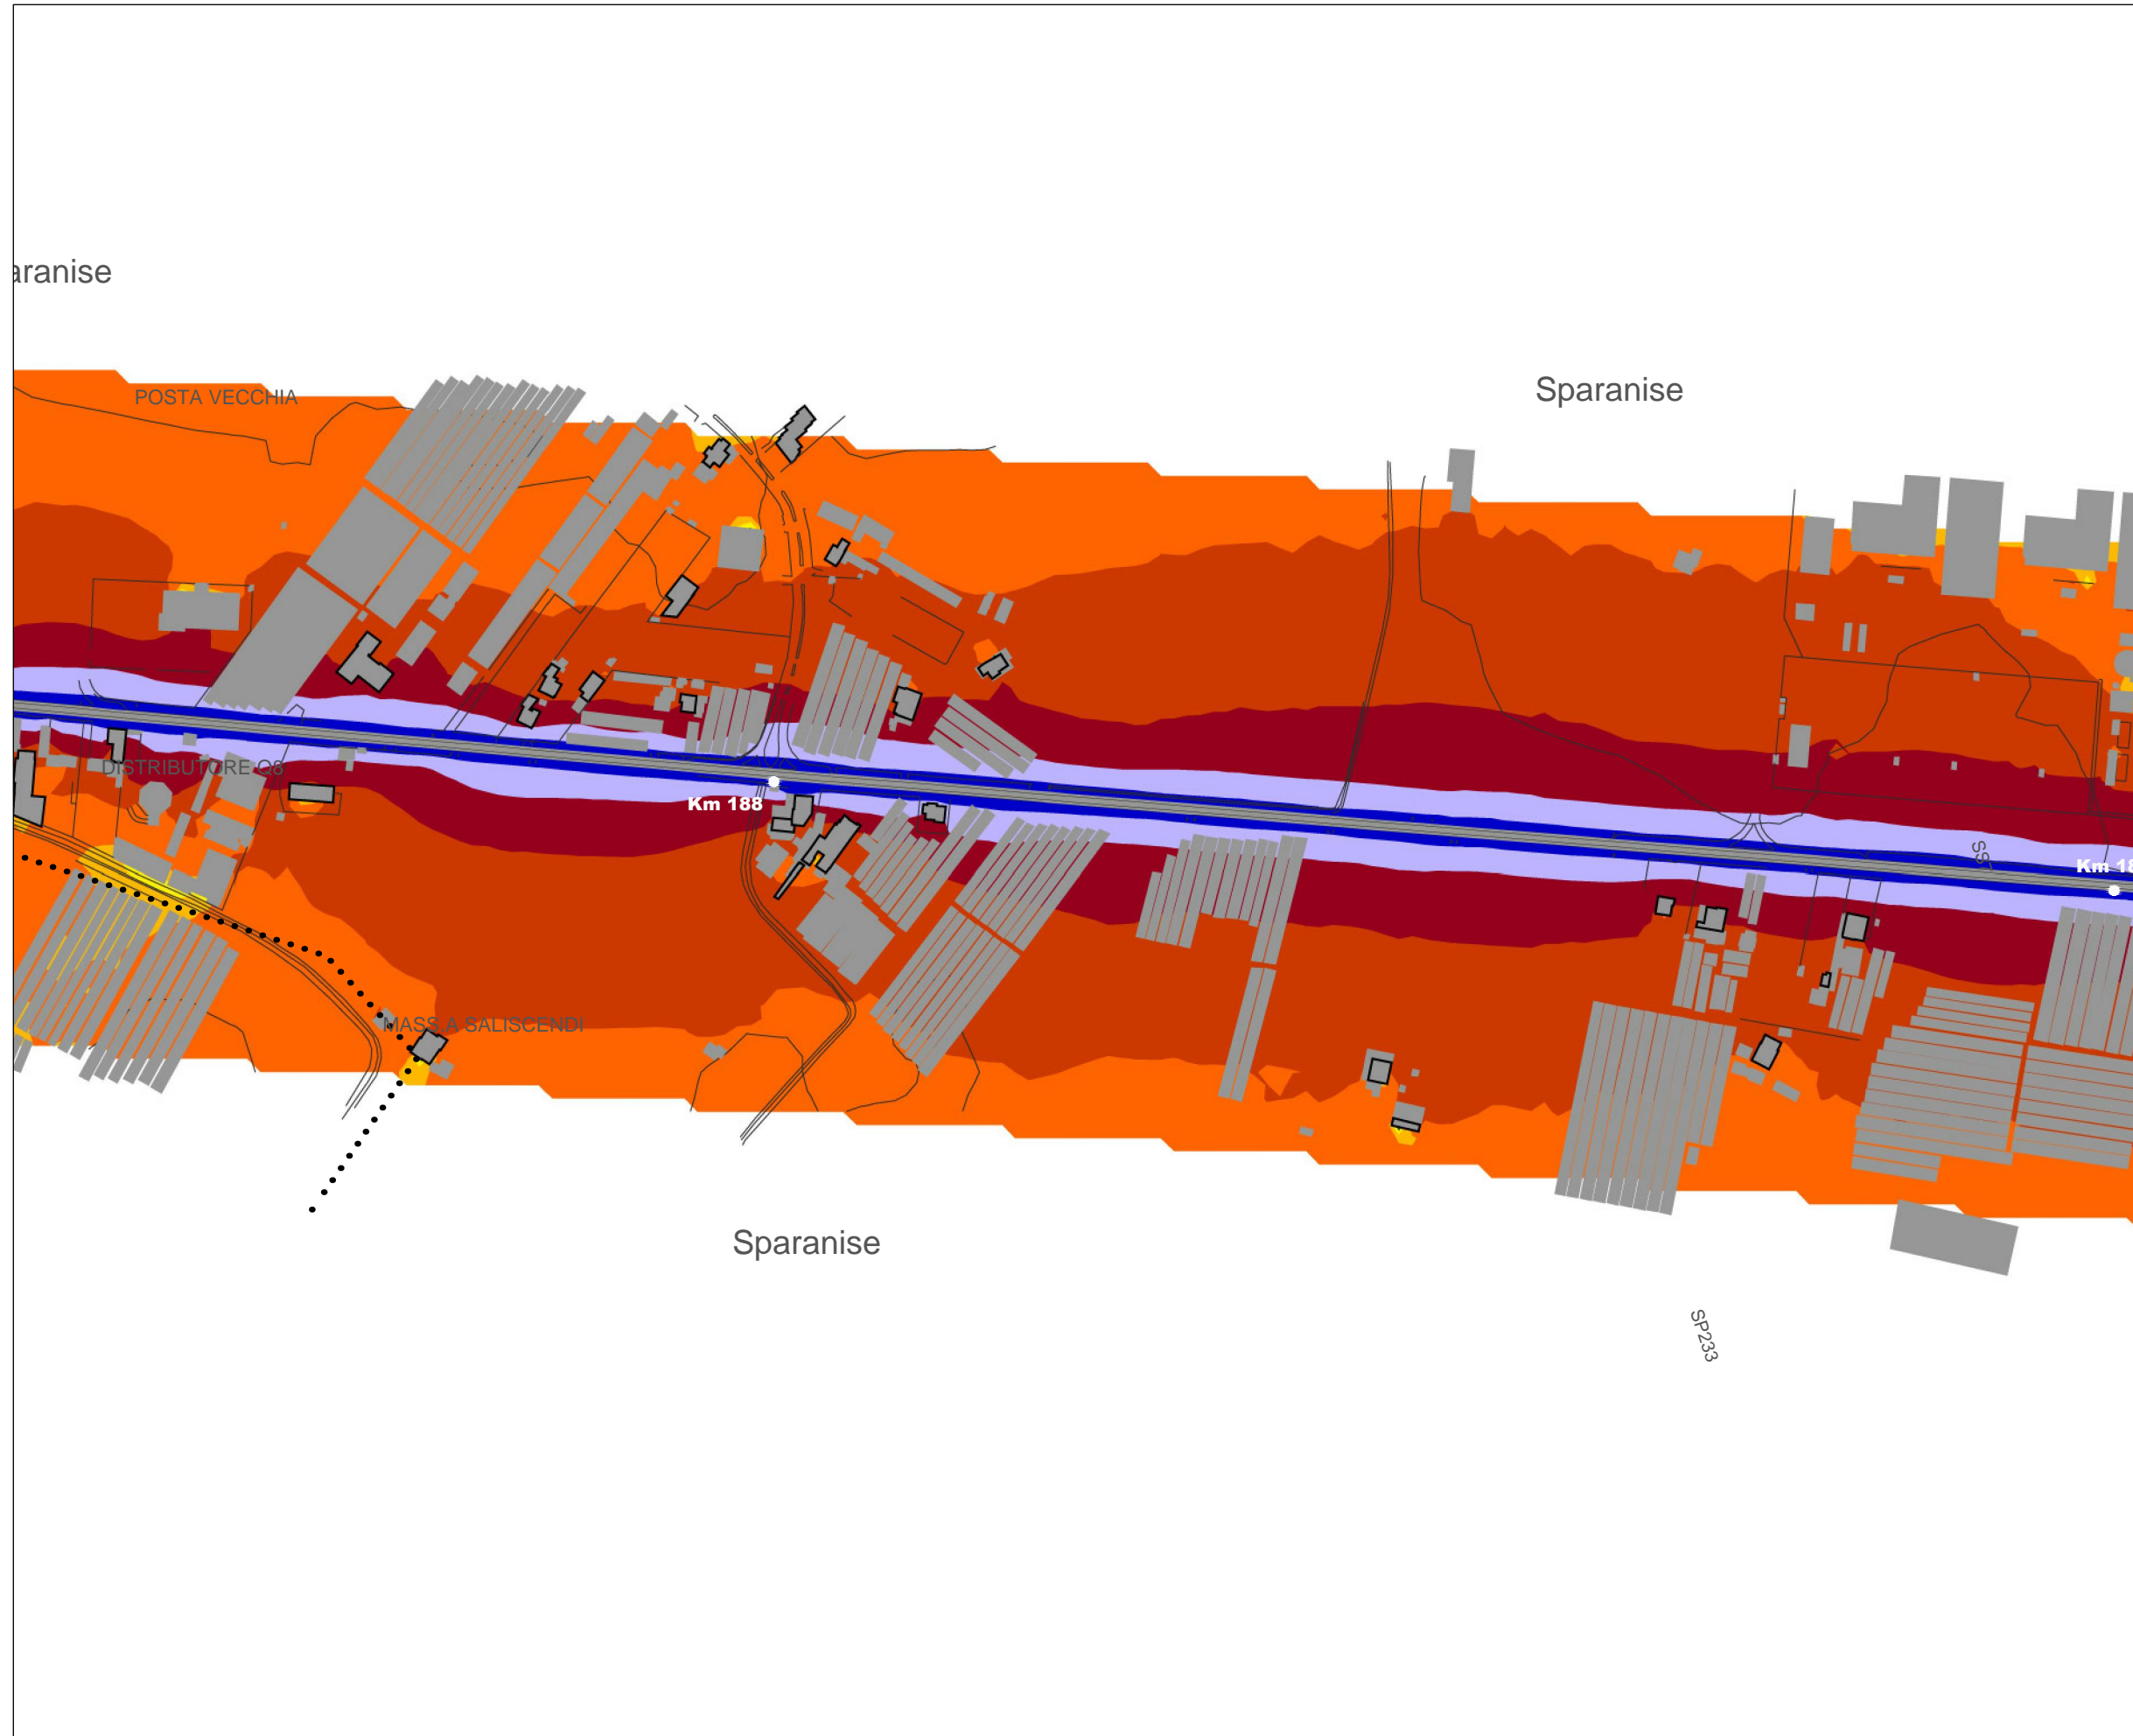 aranise
Sparanise
POSTA VECCHIA
DISTRIBUTORE Q8
Km 188
SS
Km 18
MASS.A SALISCENDI
Sparanise
SP233